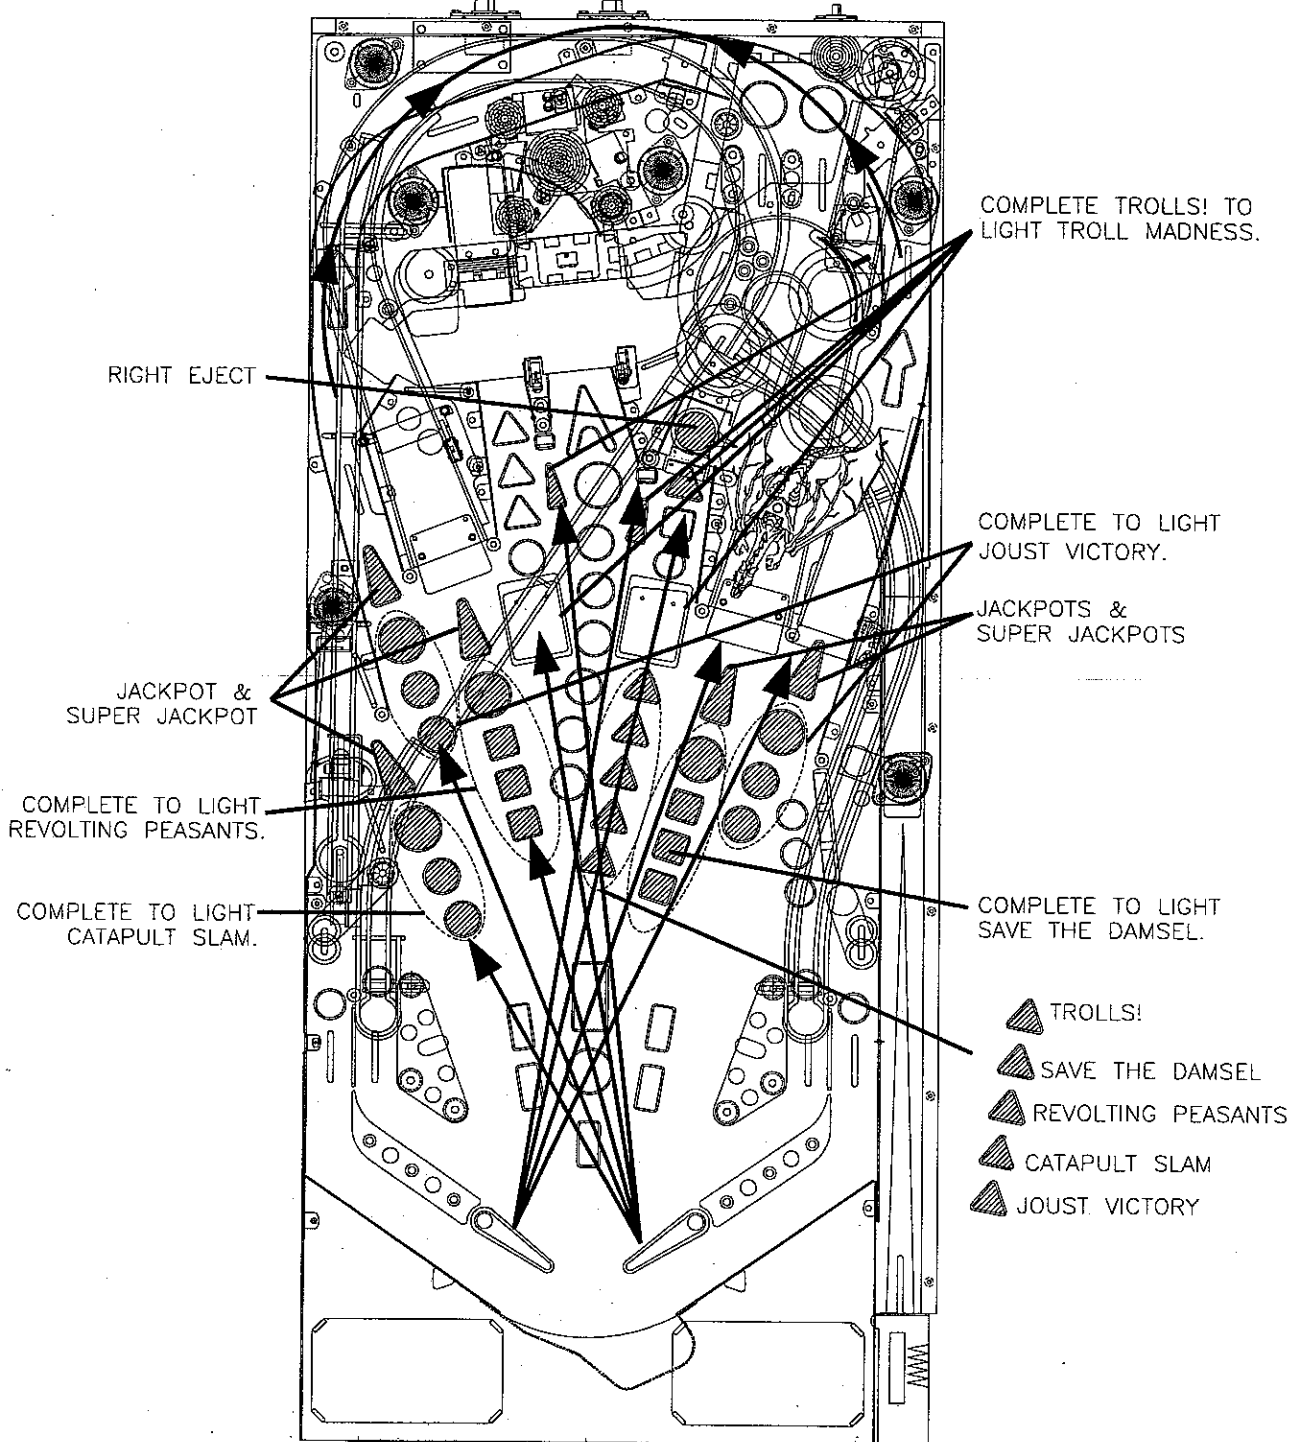 COMPLETE TROLLS! TO
LIGHT TROLL MADNESS.
RIGHT EJECT
COMPLETE TO LIGHT
JOUST VICTORY.
JACKPOTS &
SUPER JACKPOTS
JACKPOT &
SUPER JACKPOT
COMPLETE TO LIGHT
REVOLTING PEASANTS.
COMPLETE TO LIGHT
CATAPULT SLAM.
COMPLETE TO LIGHT
SAVE THE DAMSEL.
TROLLS!
SAVE THE DAMSEL
REVOLTING PEASANTS
CATAPULT SLAM
JOUST VICTORY